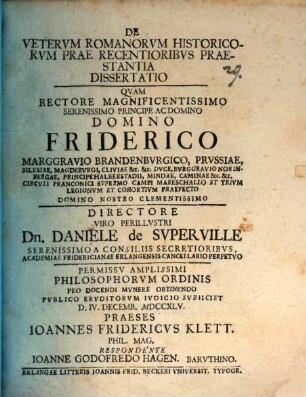 DE
VETERVM ROMANORVM HISTORICO-
RVM PRAE RECENTIORIBVS PRAE-
STANTIA
DISSERTATIO
29.
QVAM
RECTORE MAGNIFICENTISSIMO
SERENISSIMO PRINCIPE AC DOMINO
DOMINO
FRIDERICO
MARGGRAVIO BRANDENBVRGICO, PRVSSIAE,
SILESIAE, MAGDEBVRGI, CLIVIAE &c. &c. DVCE, BVRGGRAVIO NORIM-
BERGAE, PRINCIPE HALBERSTADII, MINDAE, CAMINAE &c. &c.
CIRCVLI FRANCONICI SVPREMO CAMPI MARESCHALLO ET TRIVM
LEGIONVM ET COHORTIVM PRAEFECTO
DOMINO NOSTRO CLEMENTISSIMO
DIRECTORE
VIRO PERILLVSTRI
Dn. DANIELE de SVPERVILLE
SERENISSIMO A CONSILIIS SECRETIORIBVS,
ACADEMIAE FRIDERICIANAE ERLANGENSIS CANCELLARIO PERPETVO
PERMISSV AMPLISSIMI
PHILOSOPHORVM ORDINIS
PRO DOCENDI MVNERE OBTINENDO
PVBLICO ERVDITORVM IVDICIO SVBIICIET
D. IV. DECEMB. MDCCXLV.
PRAESES
IOANNES FRIDERICVS KLETT.
PHIL. MAG.
RESPONDENTE
IOANNE GODOFREDO HAGEN. BARVTHINO.
ERLANGAE LITTERIS IOANNIS FRID. BECKERI VNIVERSIT. TYPOGR.